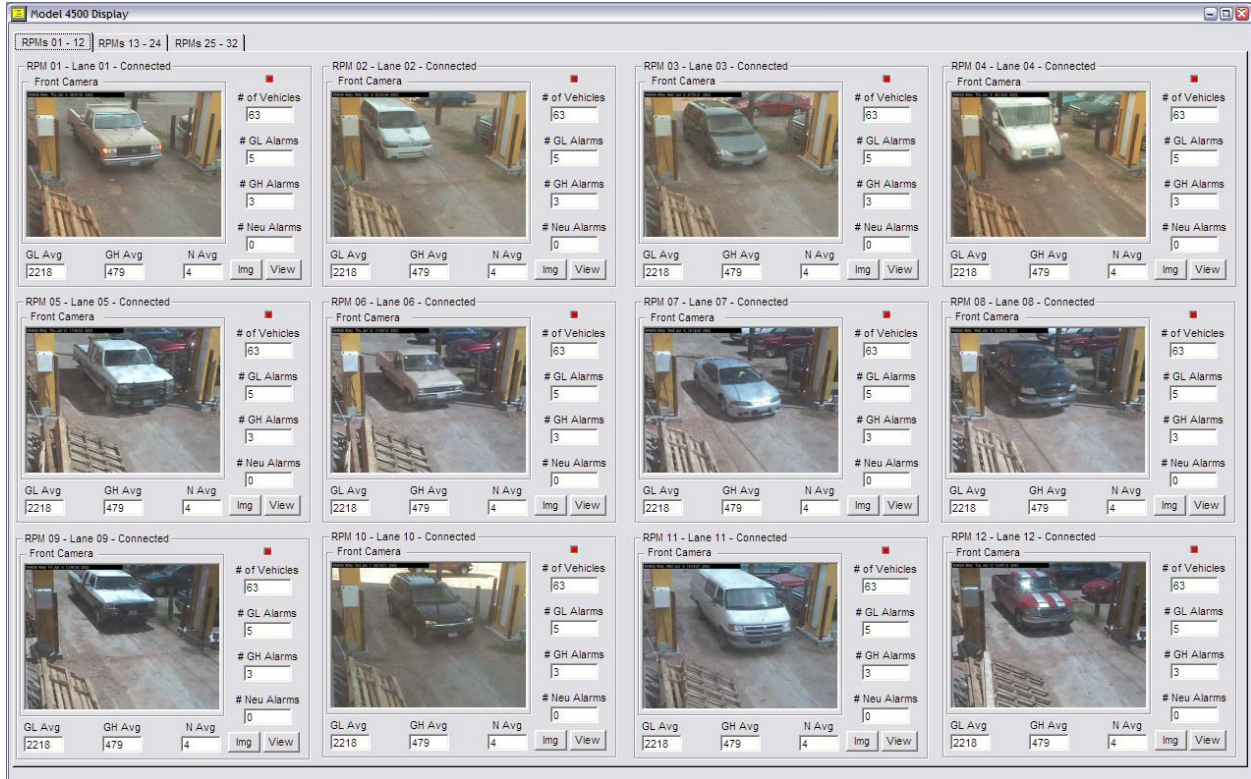 Model 4500 Display
RPMs 01 - 12 RPMs 13 - 24 RPMs 25 - 32
RPM 01 - Lane 01 - Connected
Front Camera
# of Vehicles
63
# GL Alarms
5
# GH Alarms
3
# Neu Alarms
0
GL Avg GH Avg N Avg
2218 479 4 Img View
RPM 02 - Lane 02 - Connected
Front Camera
# of Vehicles
63
# GL Alarms
5
# GH Alarms
3
# Neu Alarms
0
GL Avg GH Avg N Avg
2218 479 4 Img View
RPM 03 - Lane 03 - Connected
Front Camera
# of Vehicles
63
# GL Alarms
5
# GH Alarms
3
# Neu Alarms
0
GL Avg GH Avg N Avg
2218 479 4 Img View
RPM 04 - Lane 04 - Connected
Front Camera
# of Vehicles
63
# GL Alarms
5
# GH Alarms
3
# Neu Alarms
0
GL Avg GH Avg N Avg
2218 479 4 Img View
RPM 05 - Lane 05 - Connected
Front Camera
# of Vehicles
63
# GL Alarms
5
# GH Alarms
3
# Neu Alarms
0
GL Avg GH Avg N Avg
2218 479 4 Img View
RPM 06 - Lane 06 - Connected
Front Camera
# of Vehicles
63
# GL Alarms
5
# GH Alarms
3
# Neu Alarms
0
GL Avg GH Avg N Avg
2218 479 4 Img View
RPM 07 - Lane 07 - Connected
Front Camera
# of Vehicles
63
# GL Alarms
5
# GH Alarms
3
# Neu Alarms
0
GL Avg GH Avg N Avg
2218 479 4 Img View
RPM 08 - Lane 08 - Connected
Front Camera
# of Vehicles
63
# GL Alarms
5
# GH Alarms
3
# Neu Alarms
0
GL Avg GH Avg N Avg
2218 479 4 Img View
RPM 09 - Lane 09 - Connected
Front Camera
# of Vehicles
63
# GL Alarms
5
# GH Alarms
3
# Neu Alarms
0
GL Avg GH Avg N Avg
2218 479 4 Img View
RPM 10 - Lane 10 - Connected
Front Camera
# of Vehicles
63
# GL Alarms
5
# GH Alarms
3
# Neu Alarms
0
GL Avg GH Avg N Avg
2218 479 4 Img View
RPM 11 - Lane 11 - Connected
Front Camera
# of Vehicles
63
# GL Alarms
5
# GH Alarms
3
# Neu Alarms
0
GL Avg GH Avg N Avg
2218 479 4 Img View
RPM 12 - Lane 12 - Connected
Front Camera
# of Vehicles
63
# GL Alarms
5
# GH Alarms
3
# Neu Alarms
0
GL Avg GH Avg N Avg
2218 479 4 Img View